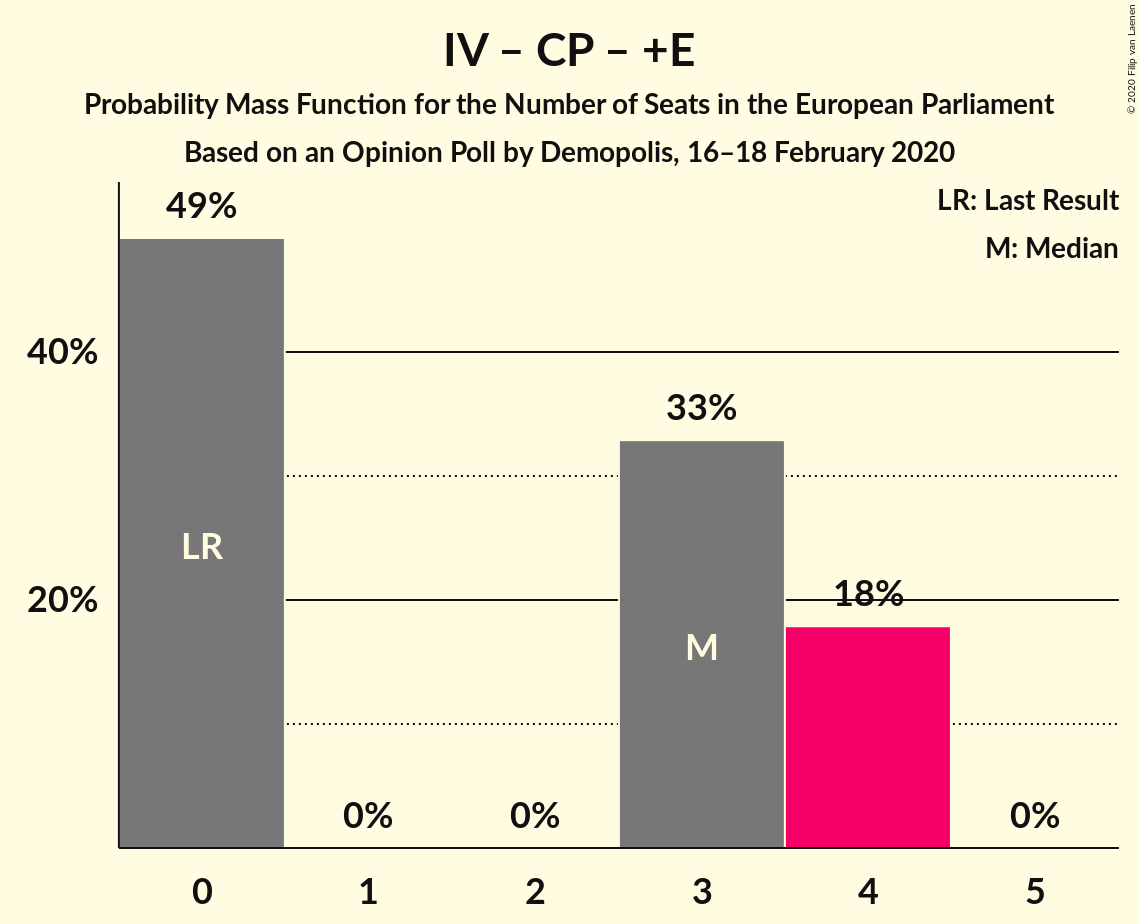 IV – CP – +E
Probability Mass Function for the Number of Seats in the European Parliament
Based on an Opinion Poll by Demopolis, 16–18 February 2020
© 2020 Filip van Laenen
LR: Last Result
M: Median
49%
40%
33%
LR
20%
18%
M
0%
0%
0%
0
1
2
3
4
5